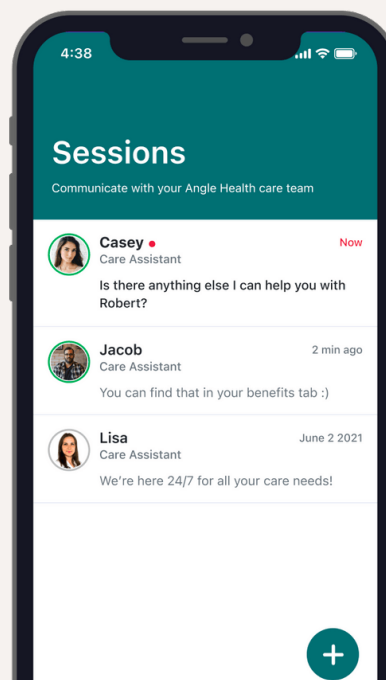 4:38
Sessions
Communicate with your Angle Health care team
Casey
Now
Care Assistant
Is there anything else I can help you with
Robert?
Jacob
2 min ago
Care Assistant
You can find that in your benefits tab :)
Lisa
June 2 2021
Care Assistant
We're here 24/7 for all your care needs!